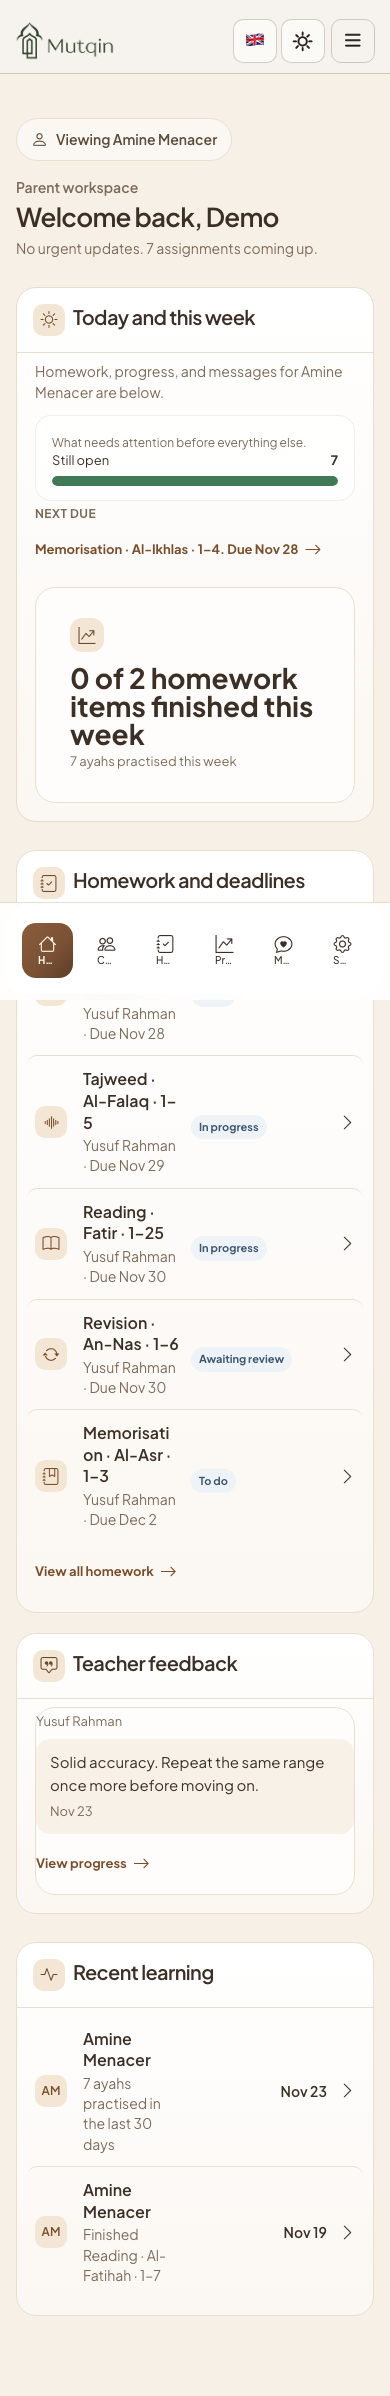 Mutqin
Viewing Amine Menacer
Parent workspace
Welcome back, Demo
No urgent updates. 7 assignments coming up.
Today and this week
Homework, progress, and messages for Amine
Menacer are below.
What needs attention before everything else.
Still open 7
NEXT DUE
Memorisation · Al-Ikhlas · 1–4. Due Nov 28
0 of 2 homework
items finished this
week
7 ayahs practised this week
Homework and deadlines
H...
C...
H...
Pr...
M...
S...
Yusuf Rahman
· Due Nov 28
Tajweed ·
Al-Falaq · 1–
5
Yusuf Rahman
· Due Nov 29
In progress
Reading ·
Fatir · 1–25
Yusuf Rahman
· Due Nov 30
In progress
Revision ·
An-Nas · 1–6
Yusuf Rahman
· Due Nov 30
Awaiting review
Memorisati
on · Al-Asr ·
1–3
Yusuf Rahman
· Due Dec 2
To do
View all homework
Teacher feedback
Yusuf Rahman
Solid accuracy. Repeat the same range
once more before moving on.
Nov 23
View progress
Recent learning
AM
Amine
Menacer
7 ayahs
practised in
the last 30
days
Nov 23
AM
Amine
Menacer
Finished
Reading · Al-
Fatihah · 1–7
Nov 19